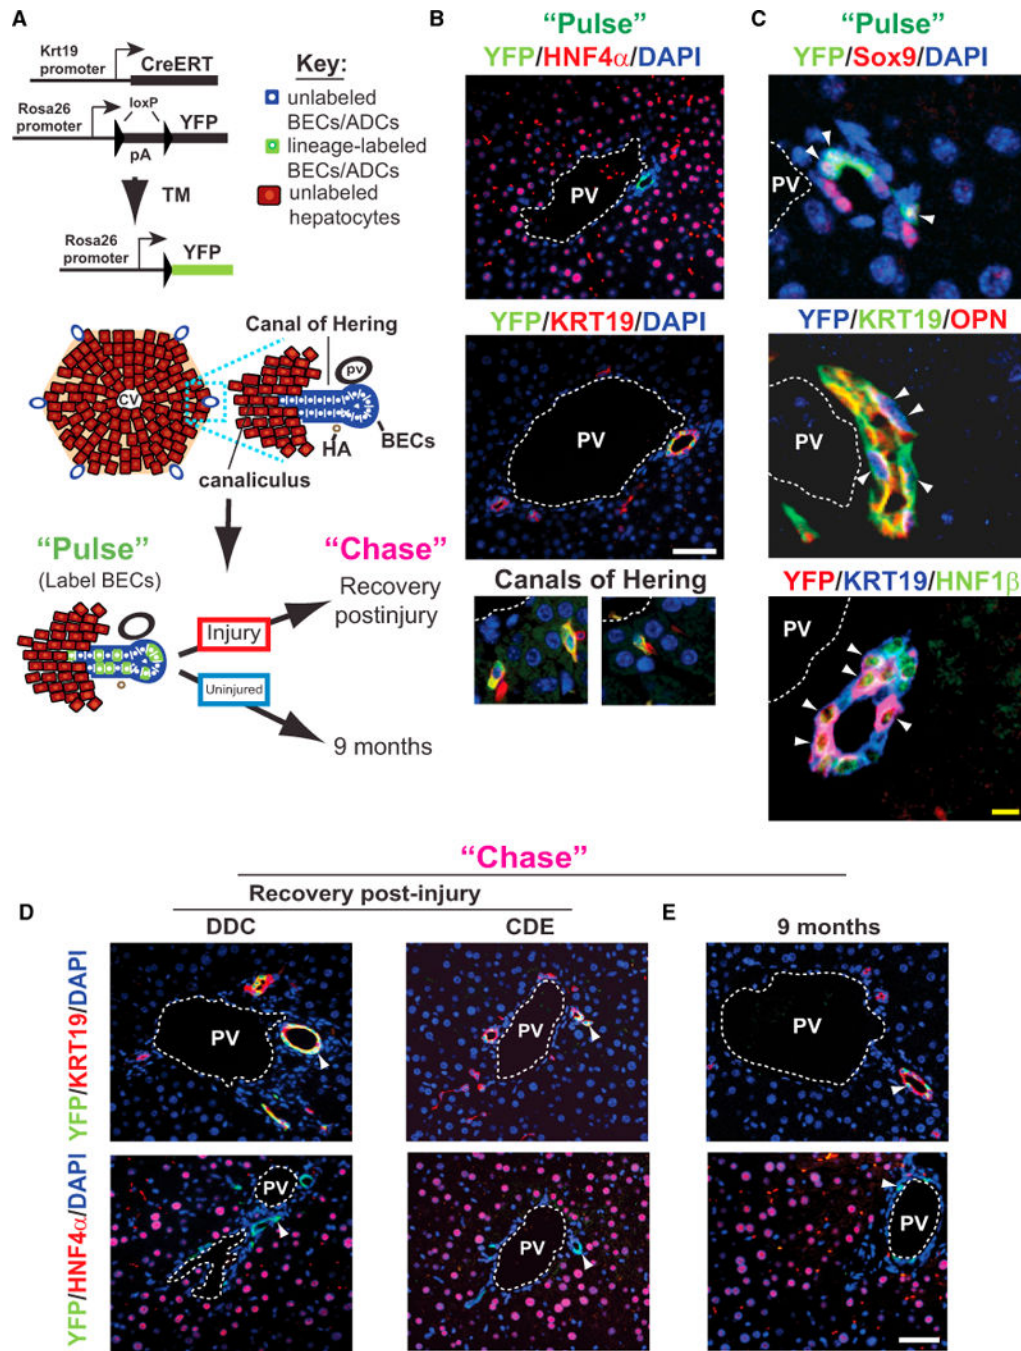 A
Krt19
promoter
CreERT
Rosa26
promoter
loxP
YFP
pA
TM
Rosa26
promoter
YFP
Key:
unlabeled
BECs/ADCs
lineage-labeled
BECs/ADCs
unlabeled
hepatocytes
Canal of Hering
CV
pv
HA
BECs
canaliculus
“Pulse”
(Label BECs)
Injury
Uninjured
“Chase”
Recovery
postinjury
9 months
B
“Pulse”
YFP/HNF4α/DAPI
PV
YFP/KRT19/DAPI
PV
Canals of Hering
C
“Pulse”
YFP/Sox9/DAPI
PV
YFP/KRT19/OPN
PV
YFP/KRT19/HNF1β
PV
“Chase”
Recovery post-injury
D
DDC
CDE
E
9 months
YFP/KRT19/DAPI
PV
PV
PV
YFP/HNF4α/DAPI
PV
PV
PV